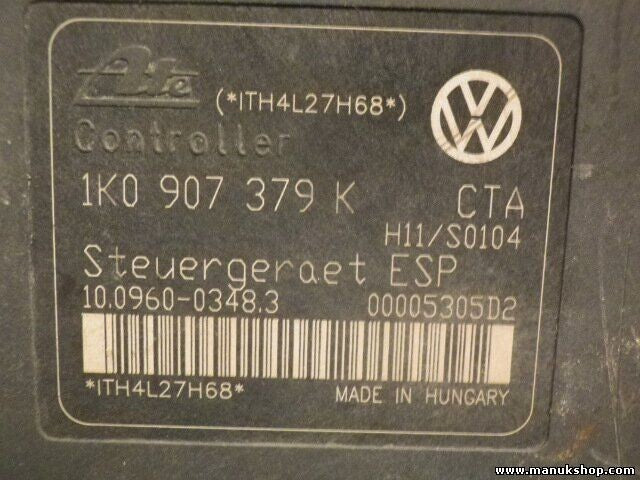 Ate (*ITH4L27H68*)
Controller
1K0 907 379 K CTA
H11/S0104
Steuergeraet ESP
10.0960-0348.3 00005305D2
*ITH4L27H68* MADE IN HUNGARY
www.manukshop.com